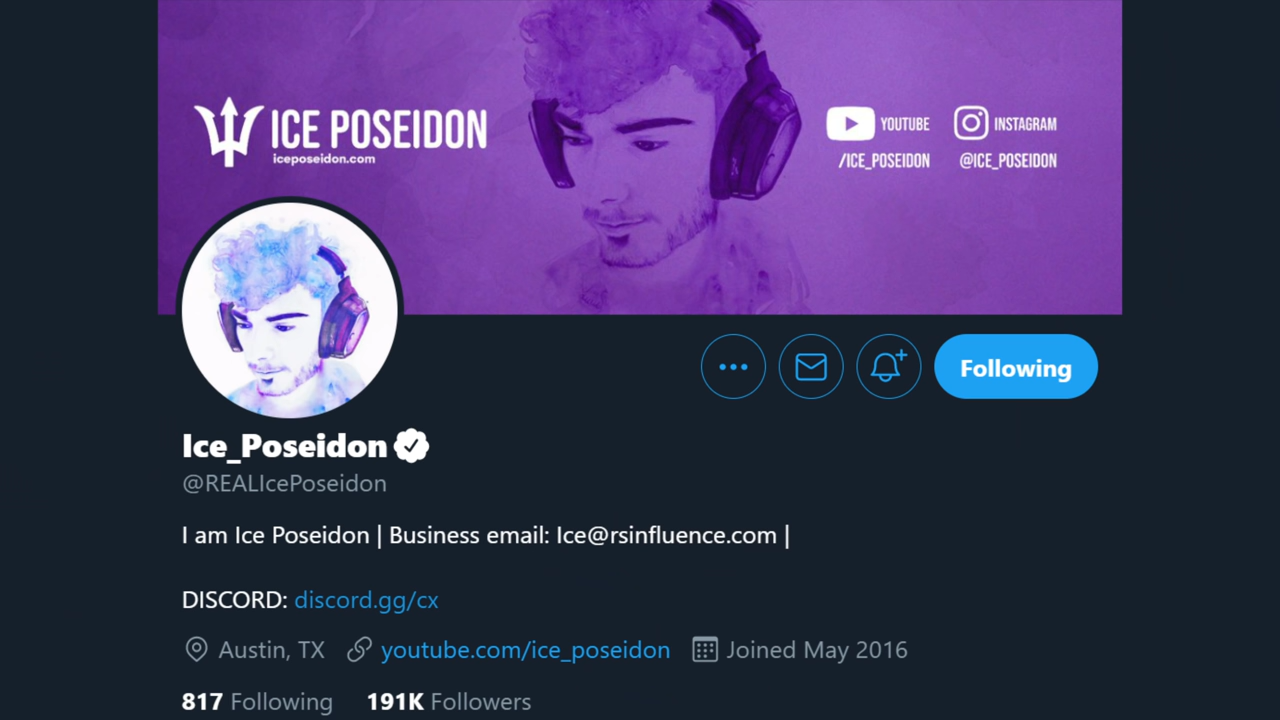 ICE POSEIDON
iceposeidon.com
YOUTUBE
/ICE_POSEIDON
INSTAGRAM
@ICE_POSEIDON
Following
Ice_Poseidon
@REALIcePoseidon
I am Ice Poseidon | Business email: Ice@rsinfluence.com |
DISCORD: discord.gg/cx
Austin, TX youtube.com/ice_poseidon Joined May 2016
817 Following 191K Followers